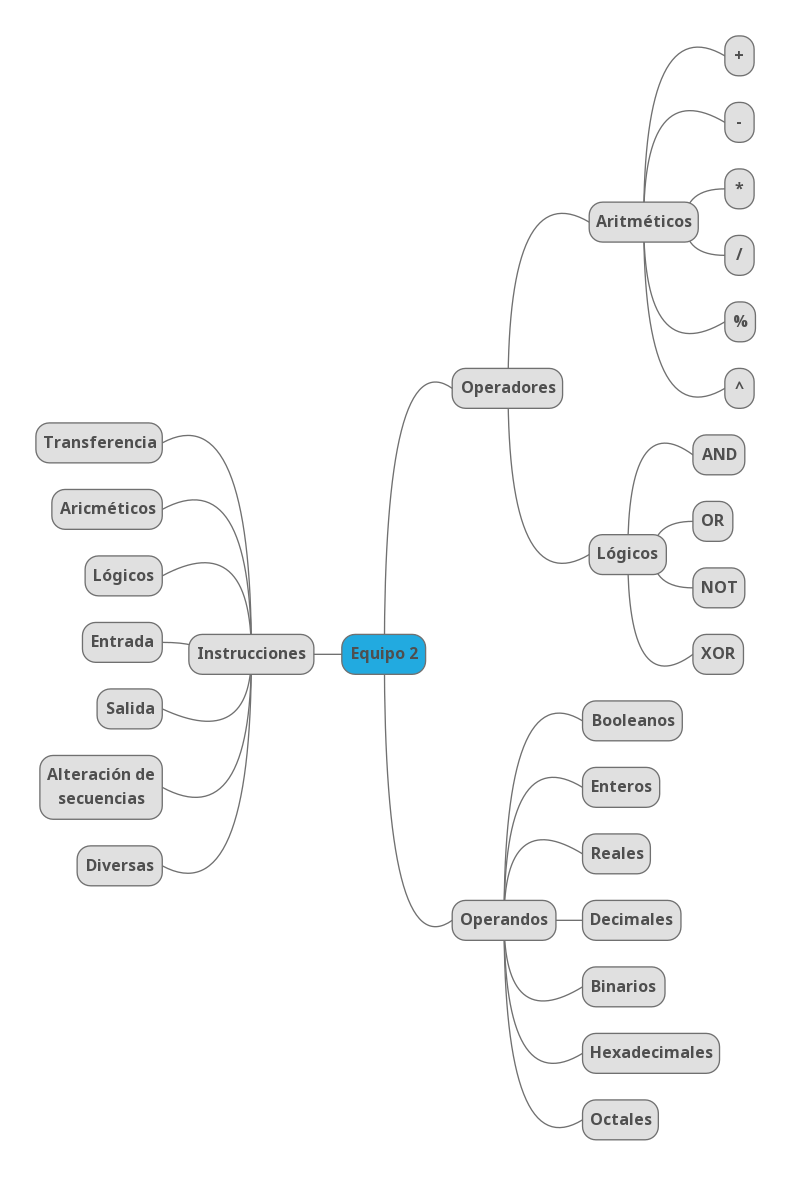 Equipo 2
Operadores
Aritméticos
+
-
*
/
%
^
Lógicos
AND
OR
NOT
XOR
Operandos
Booleanos
Enteros
Reales
Decimales
Binarios
Hexadecimales
Octales
Instrucciones
Transferencia
Aricméticos
Lógicos
Entrada
Salida
Alteración de
secuencias
Diversas